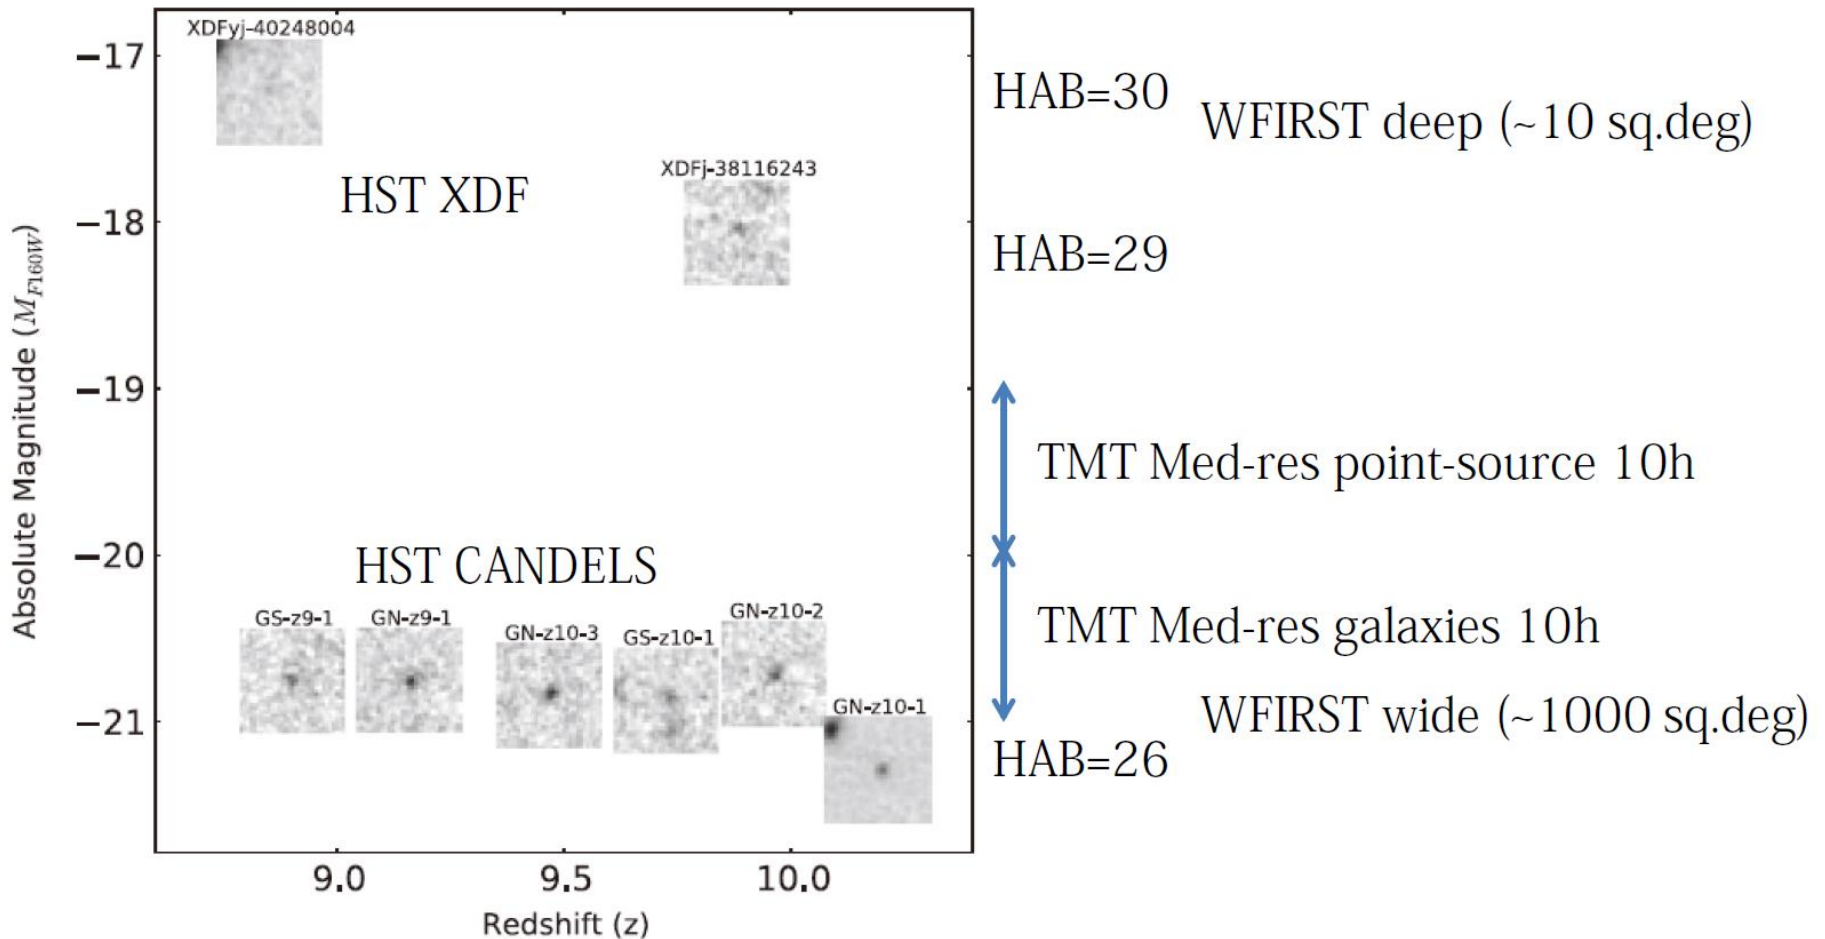 XDFyj-40248004
−17
HAB=30
WFIRST deep (~10 sq.deg)
XDFj-38116243
HST XDF
−18
HAB=29
Absolute Magnitude (M_F160W)
−19
TMT Med-res point-source 10h
−20
HST CANDELS
GS-z9-1
GN-z9-1
GN-z10-3
GS-z10-1
GN-z10-2
TMT Med-res galaxies 10h
GN-z10-1
−21
WFIRST wide (~1000 sq.deg)
HAB=26
9.0
9.5
10.0
Redshift (z)